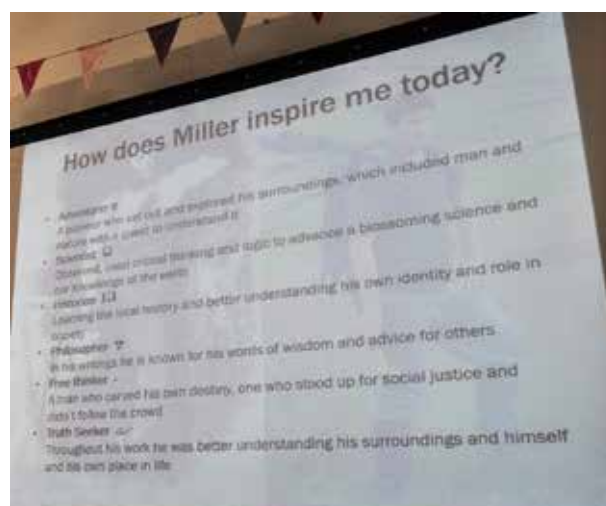 How does Miller inspire me today?
• Adventurer
A pioneer who set out and explored his surroundings, which included man and
nature with a quest to understand it
• Scientist
Observed, used critical thinking and logic to advance a blossoming science and
our knowledge of the earth
• Historian
Learning the local history and better understanding his own identity and role in
society
• Philosopher
In his writings he is known for his words of wisdom and advice for others
• Free thinker -
A man who carved his own destiny, one who stood up for social justice and
didn't follow the crowd
• Truth Seeker
Throughout his work he was better understanding his surroundings and himself
and his own place in life